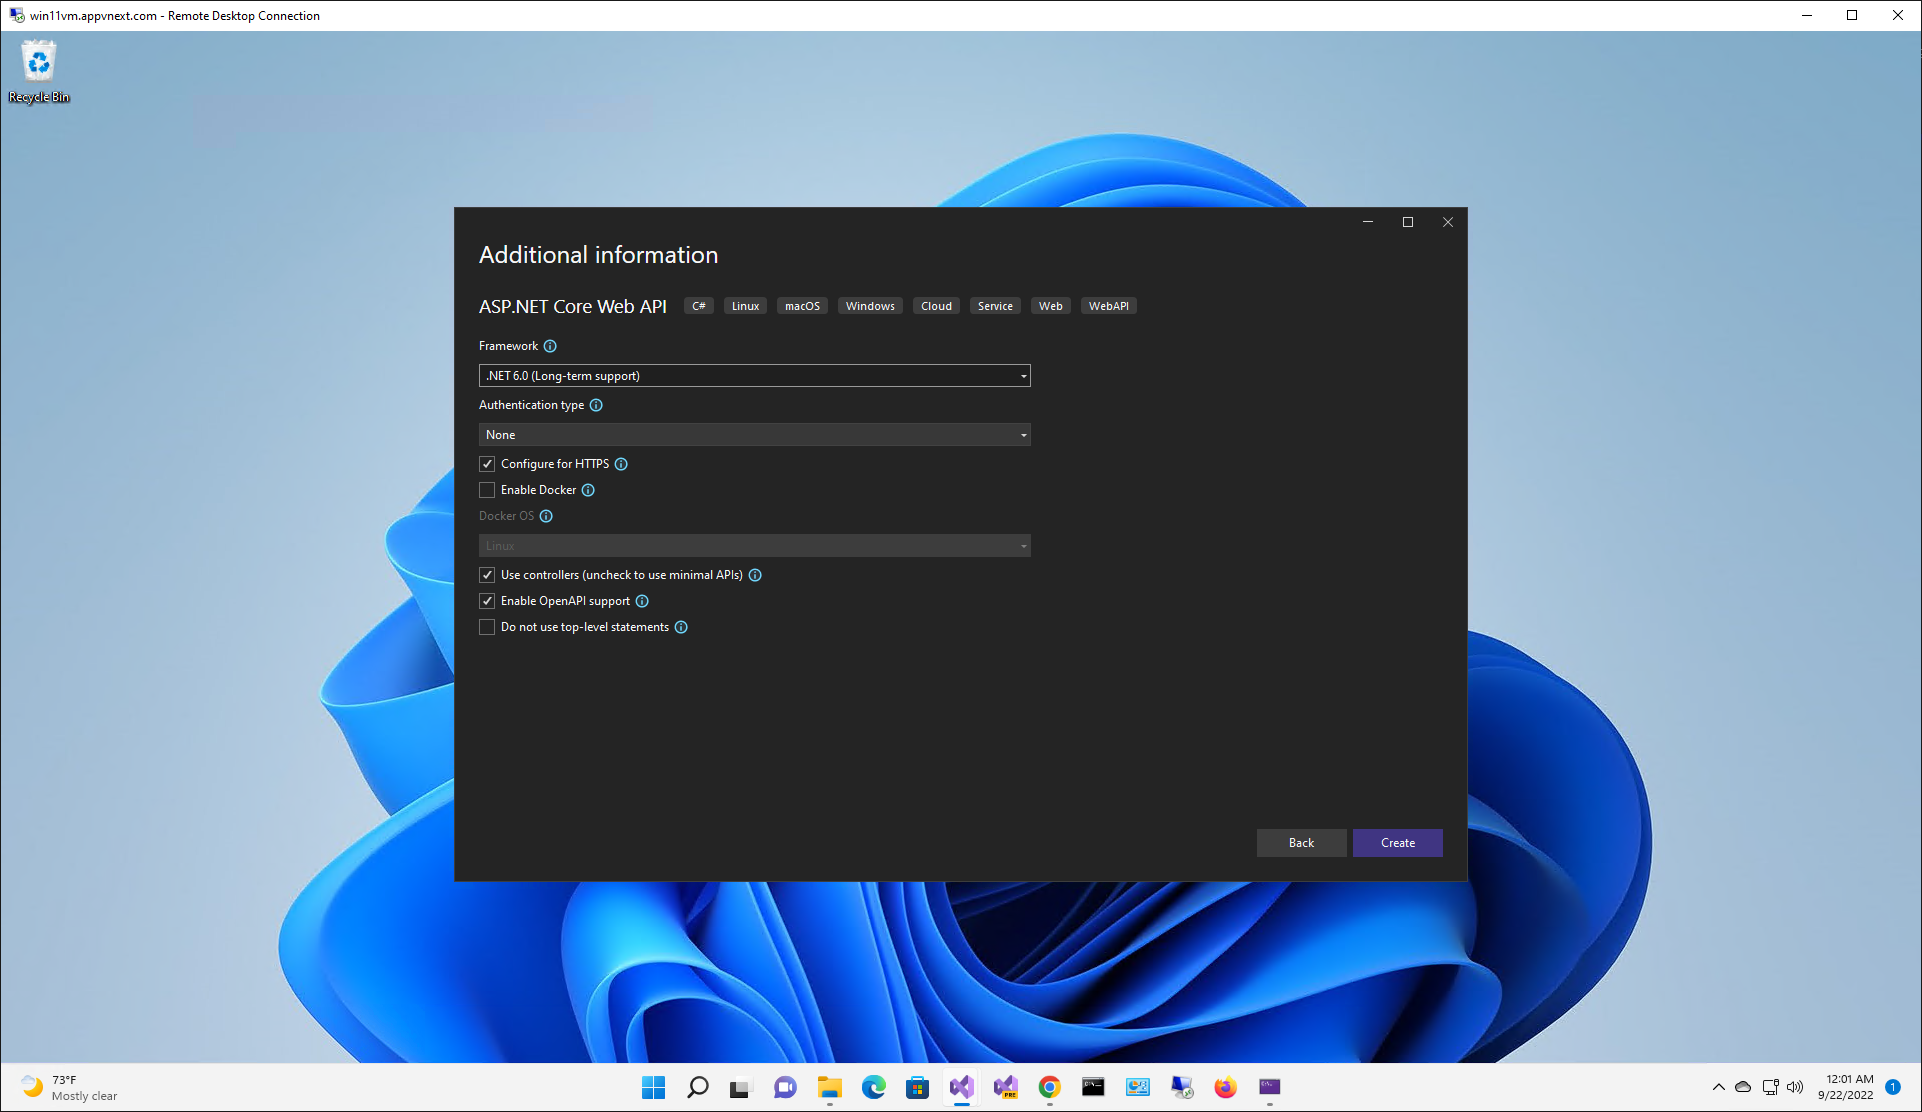 win11vm.appvnext.com - Remote Desktop Connection
Recycle Bin
Additional information
ASP.NET Core Web API C# Linux macOS Windows Cloud Service Web WebAPI
Framework
.NET 6.0 (Long-term support)
Authentication type
None
Configure for HTTPS
Enable Docker
Docker OS
Linux
Use controllers (uncheck to use minimal APIs)
Enable OpenAPI support
Do not use top-level statements
Back Create
73°F
Mostly clear
PRE
12:01 AM
9/22/2022
1